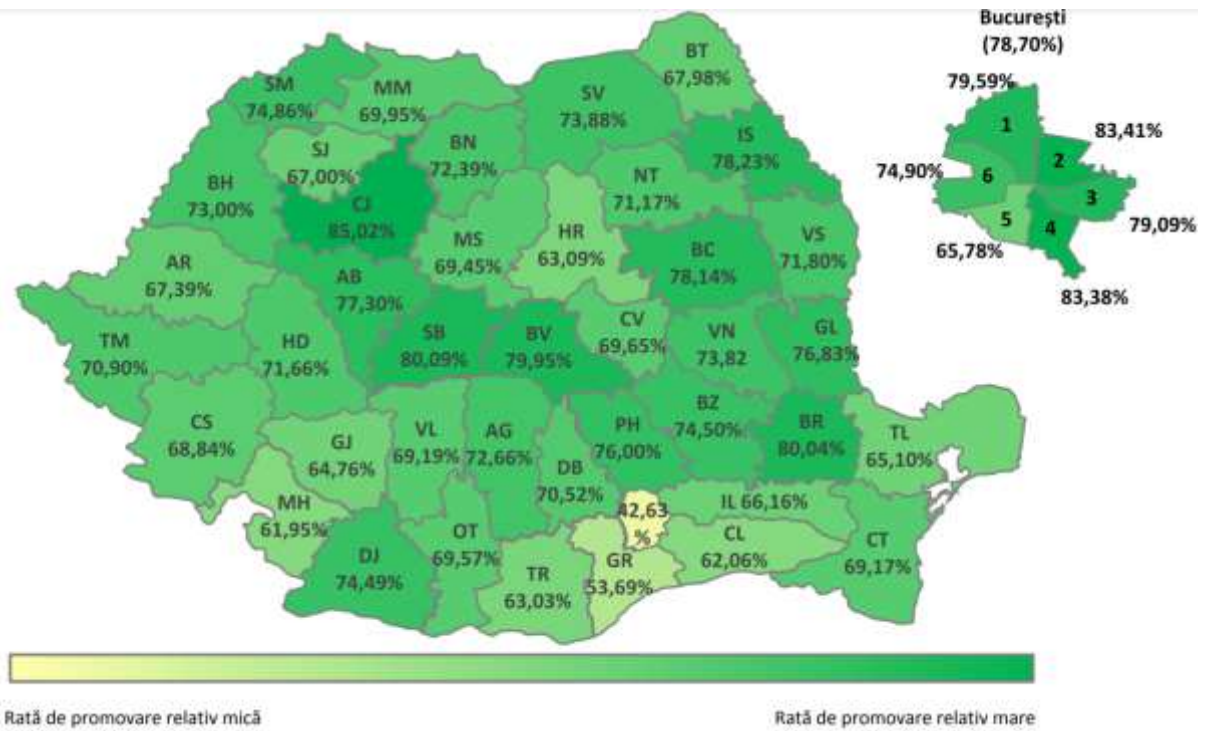 București
(78,70%)
79,59%
1
83,41%
2
74,90%
6
3
5
4
79,09%
65,78%
83,38%
BT
67,98%
SM
74,86%
MM
69,95%
SV
73,88%
IS
78,23%
SJ
67,00%
BN
72,39%
BH
73,00%
CJ
85,02%
NT
71,17%
MS
69,45%
HR
63,09%
BC
78,14%
VS
71,80%
AR
67,39%
AB
77,30%
TM
70,90%
HD
71,66%
SB
80,09%
BV
79,95%
CV
69,65%
VN
73,82
GL
76,83%
CS
68,84%
GJ
64,76%
VL
69,19%
AG
72,66%
DB
70,52%
PH
76,00%
BZ
74,50%
BR
80,04%
TL
65,10%
MH
61,95%
DJ
74,49%
OT
69,57%
TR
63,03%
GR
53,69%
42,63
%
IL 66,16%
CL
62,06%
CT
69,17%
Rată de promovare relativ mică
Rată de promovare relativ mare